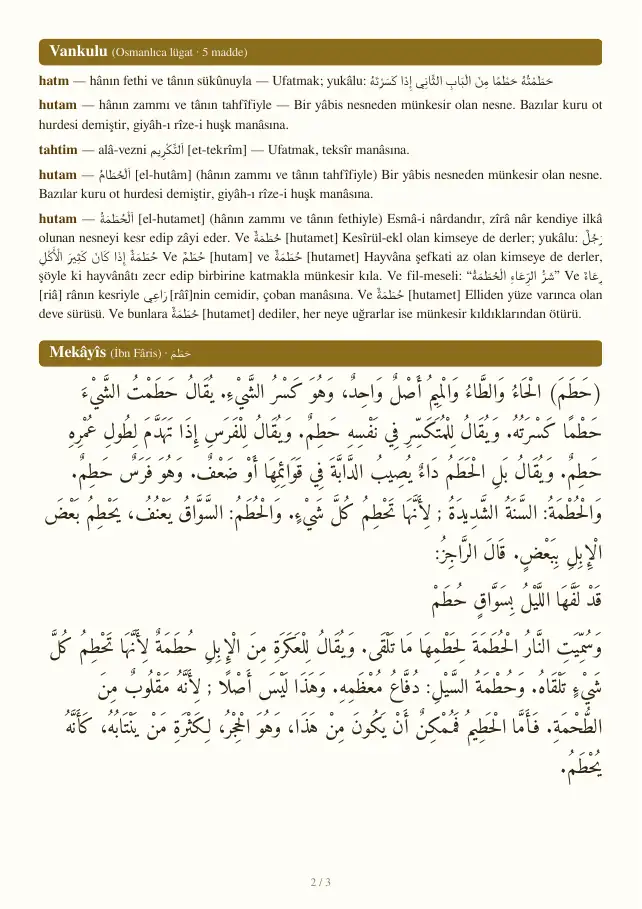 Vankulu (Osmanlıca lügat · 5 madde)
hatm — hânın fethi ve tânın sükûnuyla — Ufatmak; yukâlu: حَطَمْتُهُ حَطْمًا مِنَ الْبَابِ الثَّانِي إِذَا كَسَرْتَهُ
hutam — hânın zammı ve tânın tahfîfiyle — Bir yâbis nesneden münkesir olan nesne. Bazılar kuru ot
hurdesi demiştir, giyâh-ı rîze-i huşk manâsına.
tahtim — alâ-vezni اَلتَّكْرِيم [et-tekrîm] — Ufatmak, teksîr manâsına.
hutam — اَلْحُطَامُ [el-hutâm] (hânın zammı ve tânın tahfîfiyle) Bir yâbis nesneden münkesir olan nesne.
Bazılar kuru ot hurdesi demiştir, giyâh-ı rîze-i huşk manâsına.
hutam — اَلْحُطَمَةُ [el-hutamet] (hânın zammı ve tânın fethiyle) Esmâ-i nârdandır, zîrâ nâr kendiye ilkâ
olunan nesneyi kesr edip zâyi eder. Ve حُطَمَةٌ [hutamet] Kesîrül-ekl olan kimseye de derler; yukâlu: رَجُلٌ
حُطَمَةٌ إِذَا كَانَ كَثِيرَ الْأَكْلِ Ve حُطَمٌ [hutam] ve حُطَمَةٌ [hutamet] Hayvâna şefkati az olan kimseye de derler,
şöyle ki hayvânâtı zecr edip birbirine katmakla münkesir kıla. Ve fil-meseli: “شَرُّ الرِّعَاءِ الْحُطَمَةُ” Ve رِعَاءٌ
[riâ] rânın kesriyle رَاعِي [râî]nin cemidir, çoban manâsına. Ve حُطَمَةٌ [hutamet] Elliden yüze varınca olan
deve sürüsü. Ve bunlara حُطَمَةٌ [hutamet] dediler, her neye uğrarlar ise münkesir kıldıklarından ötürü.
Mekâyîs (İbn Fâris) · حَطَمَ
(حَطَمَ) الْحَاءُ وَالطَّاءُ وَالْمِيمُ أَصْلٌ وَاحِدٌ، وَهُوَ كَسْرُ الشَّيْءِ. يُقَالُ حَطَمْتُ الشَّيْءَ
حَطْمًا كَسَرْتُهُ. وَيُقَالُ لِلْمُتَكَسِّرِ فِي نَفْسِهِ حَطِمٌ. وَيُقَالُ لِلْفَرَسِ إِذَا تَهَدَّمَ لِطُولِ عُمْرِهِ
حَطِمٌ. وَيُقَالُ بَلِ الْحَطَمُ دَاءٌ يُصِيبُ الدَّابَّةَ فِي قَوَائِمِهَا أَوْ ضَعْفٌ. وَهُوَ فَرَسٌ حَطِمٌ.
وَالْحُطْمَةُ: السَّنَةُ الشَّدِيدَةُ ; لِأَنَّهَا تَحْطِمُ كُلَّ شَيْءٍ. وَالْحُطَمُ: السَّوَّاقُ يَعْنُفُ، يَحْطِمُ بَعْضَ
الْإِبِلِ بِبَعْضٍ. قَالَ الرَّاجِزُ:
قَدْ لَفَّهَا اللَّيْلُ بِسَوَّاقٍ حُطَمْ
وَسُمِّيَتِ النَّارُ الْحُطَمَةَ لِحَطْمِهَا مَا تَلْقَى. وَيُقَالُ لِلْعَكَرَةِ مِنَ الْإِبِلِ حُطَمَةٌ لِأَنَّهَا تَحْطِمُ كُلَّ
شَيْءٍ تَلْقَاهُ. وَحُطْمَةُ السَّيْلِ: دُفَّاعُ مُعْظَمِهِ. وَهَذَا لَيْسَ أَصْلًا ; لِأَنَّهُ مَقْلُوبٌ مِنَ
الطُّحْمَةِ. فَأَمَّا الْحَطِيمُ فَمُمْكِنٌ أَنْ يَكُونَ مِنْ هَذَا، وَهُوَ الْحِجْرُ، لِكَثْرَةِ مَنْ يَنْتَابُهُ، كَأَنَّهُ
يُحْطَمُ.
2 / 3